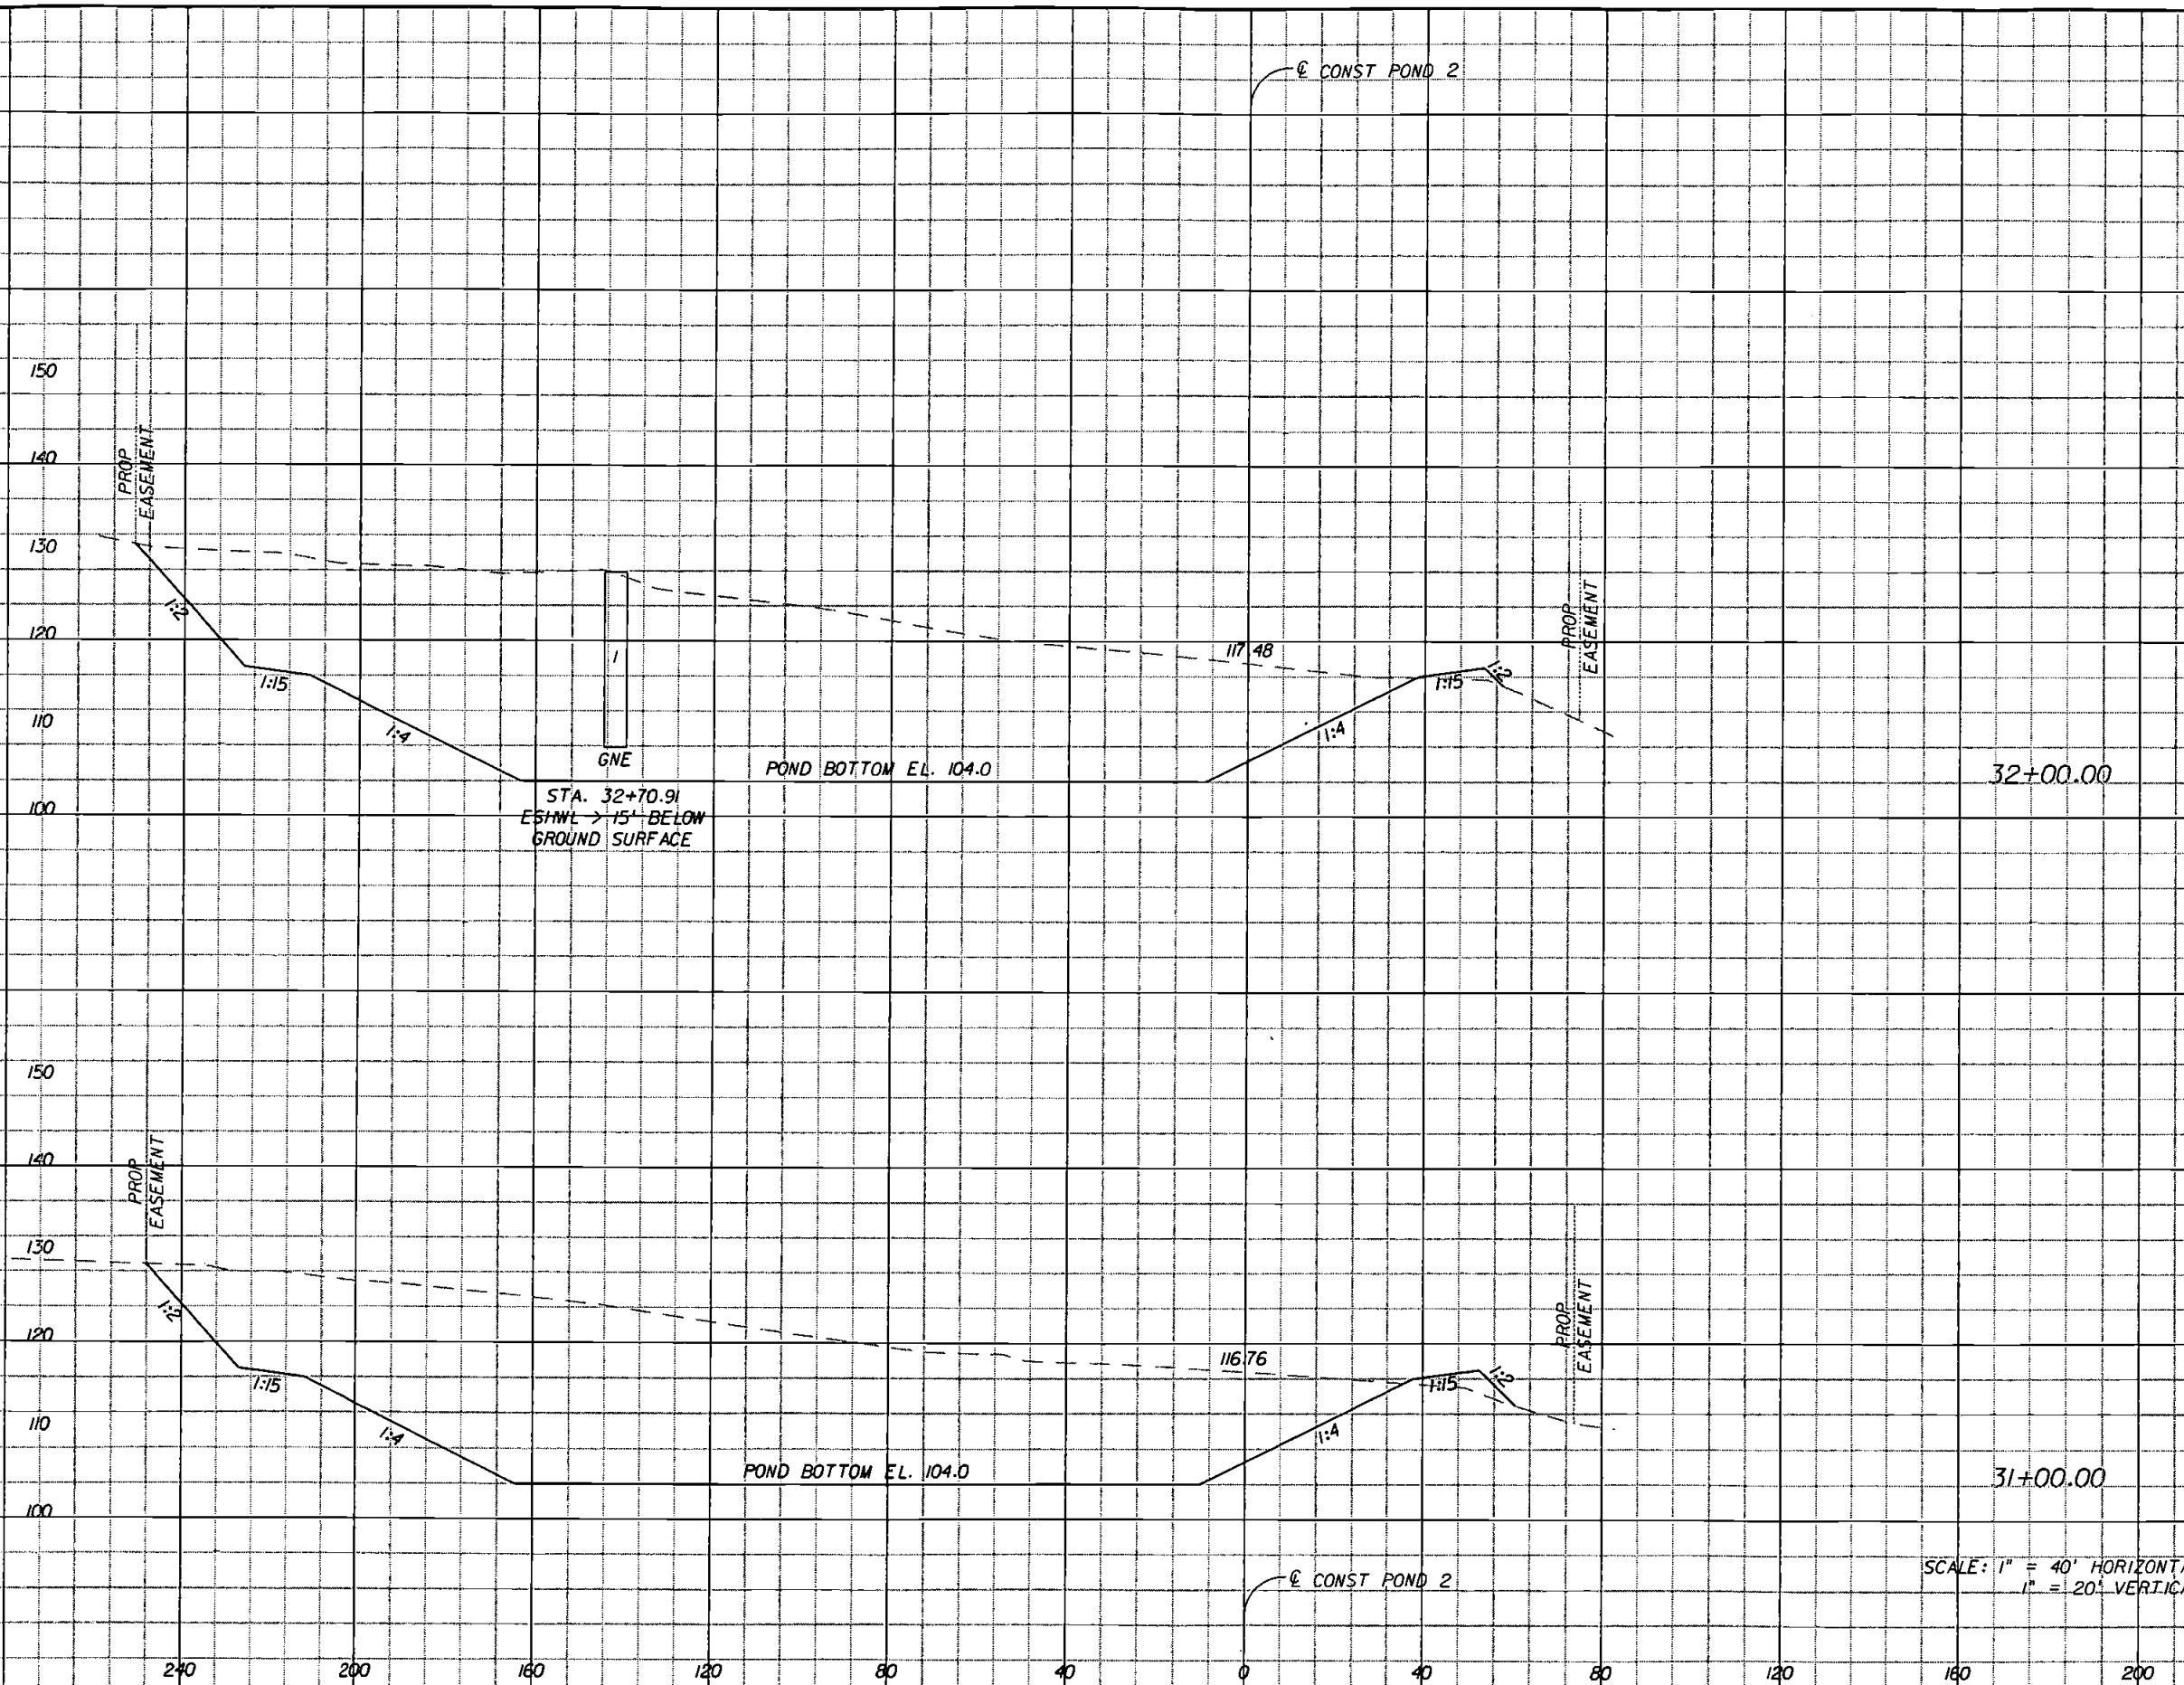 ℄ CONST POND 2
150
140
PROP
EASEMENT
130
1:2
120
1:15
110
1:4
1
GNE
POND BOTTOM EL. 104.0
117.48
1:4
1:15
1:2
PROP
EASEMENT
32+00.00
100
STA. 32+70.91
ESHWL -> 15' BELOW
GROUND SURFACE
150
140
PROP
EASEMENT
130
1:2
120
1:15
110
1:4
POND BOTTOM EL. 104.0
116.76
1:4
1:15
1:2
PROP
EASEMENT
31+00.00
100
SCALE: 1" = 40' HORIZONTA
1" = 20' VERTICA
℄ CONST POND 2
240 200 160 120 80 40 0 40 80 120 160 200